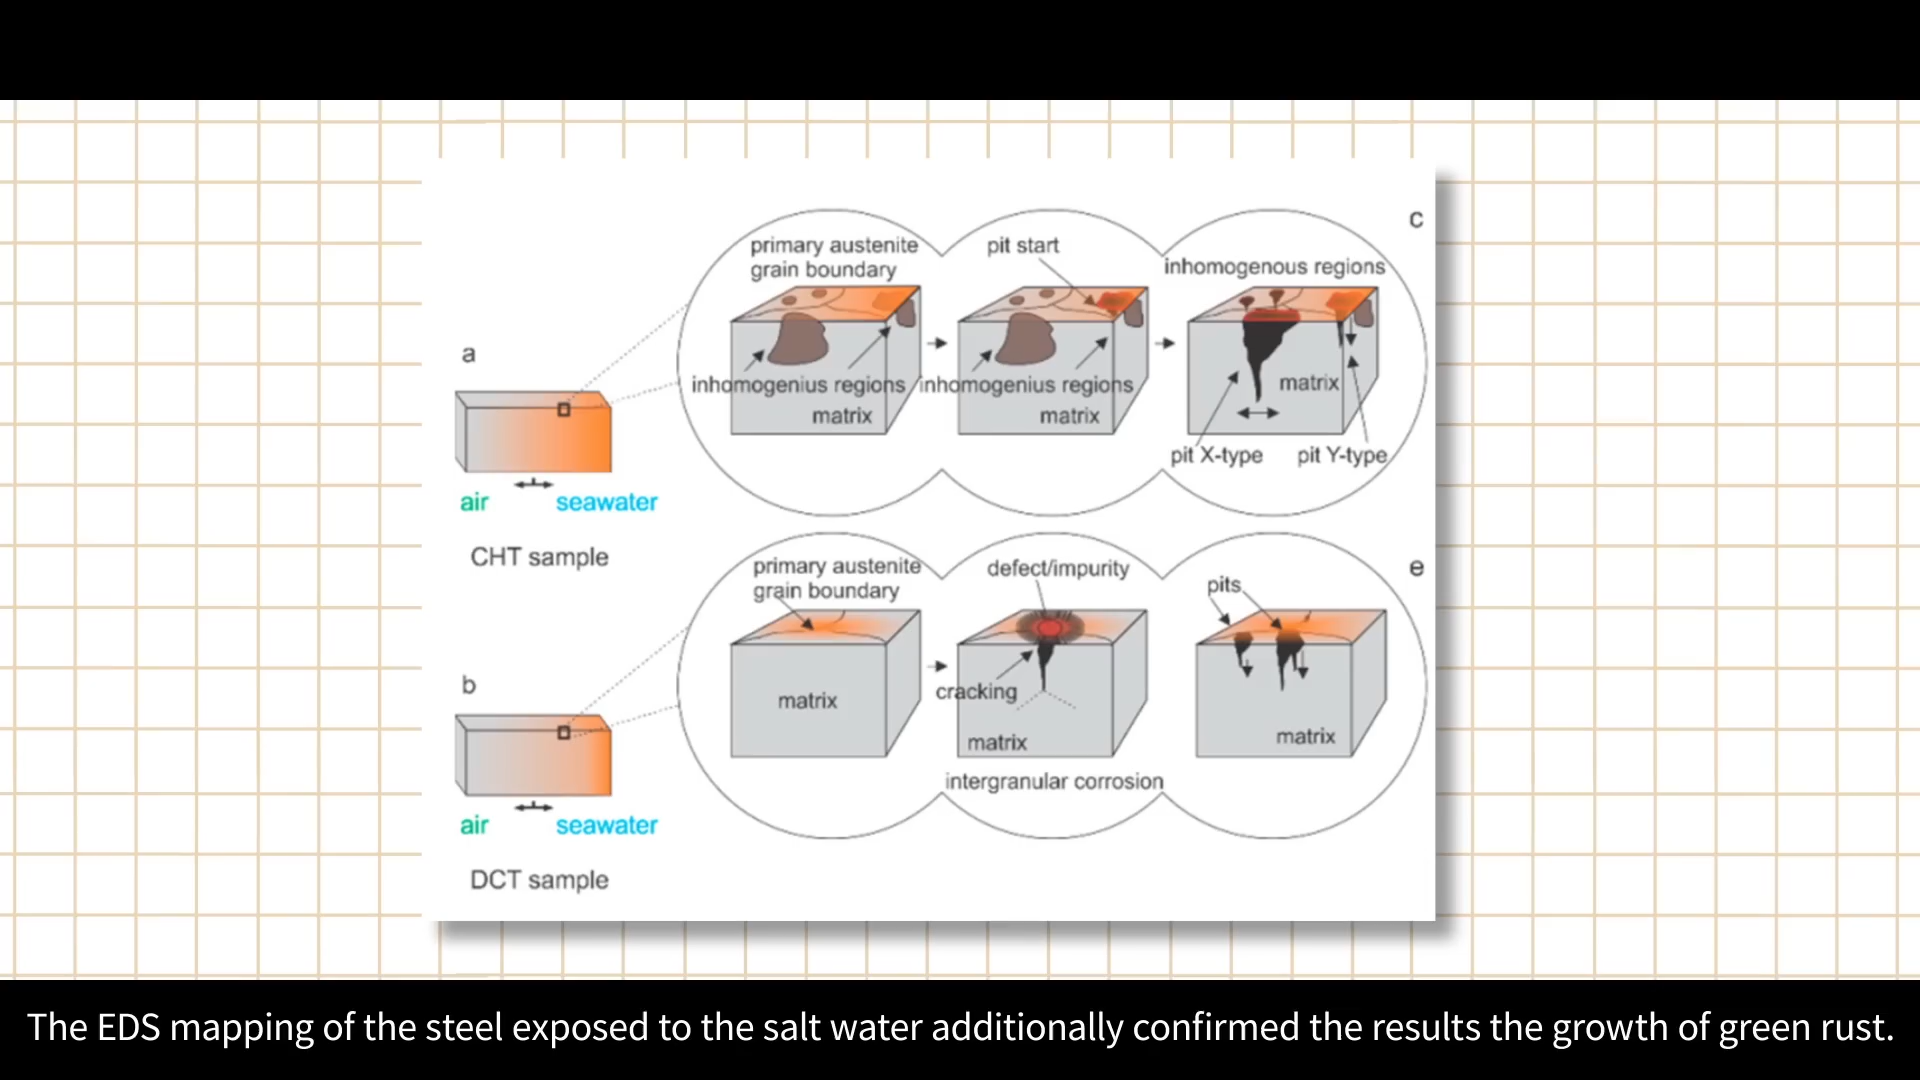 c
primary austenite
grain boundary
pit start
inhomogenous regions
a
inhomogenius regions
inhomogenius regions
matrix
matrix
matrix
pit X-type
pit Y-type
air
seawater
CHT sample
e
primary austenite
grain boundary
defect/impurity
pits
b
matrix
cracking
matrix
matrix
intergranular corrosion
air
seawater
DCT sample
The EDS mapping of the steel exposed to the salt water additionally confirmed the results the growth of green rust.